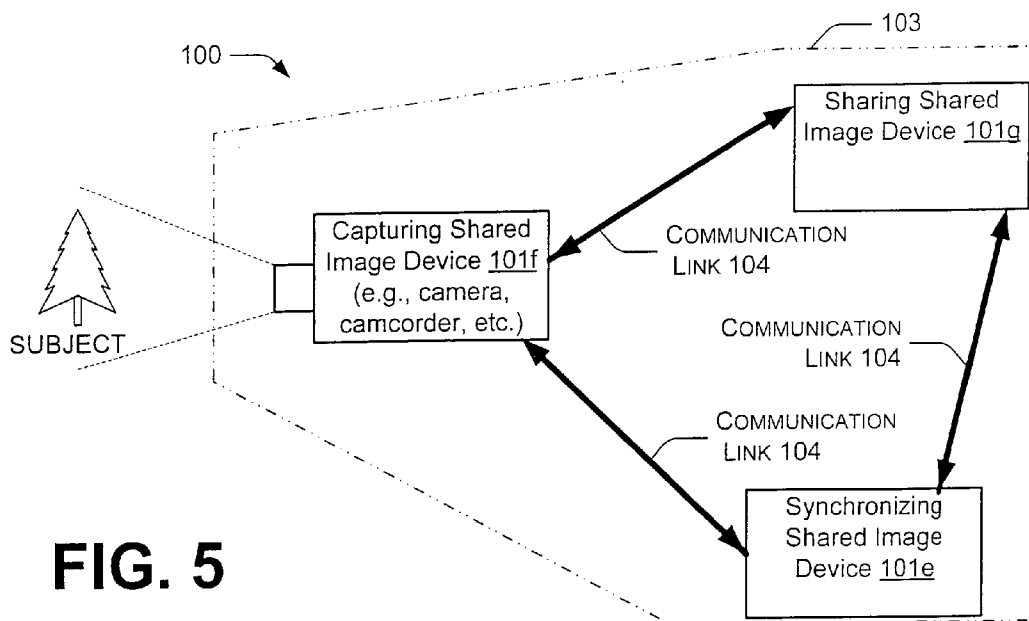 100
103
Sharing Shared
Image Device 101g
Capturing Shared
Image Device 101f
(e.g., camera,
camcorder, etc.)
COMMUNICATION
LINK 104
SUBJECT
COMMUNICATION
LINK 104
COMMUNICATION
LINK 104
Synchronizing
Shared Image
Device 101e
FIG. 5